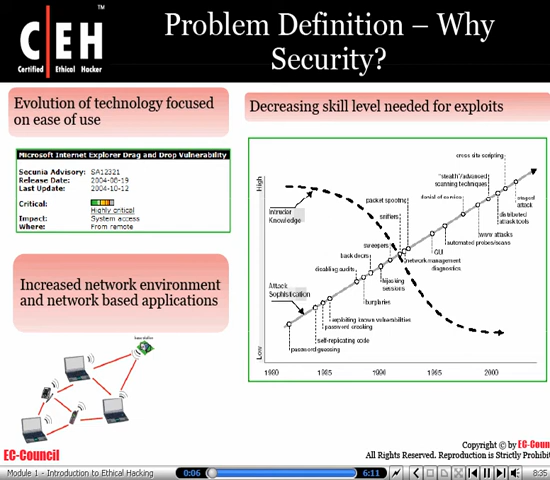 TM
C|EH
Certified Ethical Hacker
Problem Definition – Why
Security?
Evolution of technology focused
on ease of use
Microsoft Internet Explorer Drag and Drop Vulnerability
Secunia Advisory: SA12321
Release Date: 2004-08-19
Last Update: 2004-10-12
Critical:
Highly critical
Impact: System access
Where: From remote
Increased network environment
and network based applications
Decreasing skill level needed for exploits
High
Low
cross site scripting
"stealth"/advanced
scanning techniques
packet spoofing
denial of service
staged
attack
sniffers
distributed
attack tools
Intruder
Knowledge
www attacks
sweepers
automated probes/scans
GUI
back doors
network management
diagnostics
disabling audits
hijacking
sessions
Attack
Sophistication
burglaries
exploiting known vulnerabilities
password cracking
self-replicating code
password guessing
1980
1985
1990
1995
2000
EC-Council
Copyright © by EC-Coun
All Rights Reserved. Reproduction is Strictly Prohibit
Module 1 - Introduction to Ethical Hacking
0:06
6:11
8:35